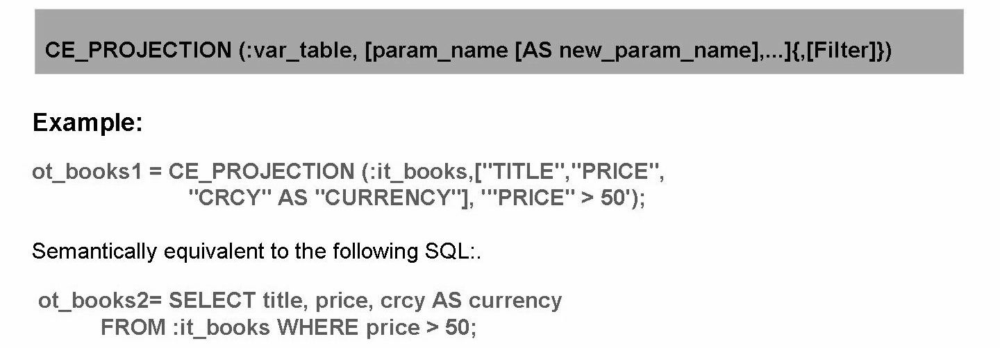 CE_PROJECTION (:var_table, [param_name [AS new_param_name],...]{,[Filter]})
Example:
ot_books1 = CE_PROJECTION (:it_books,["TITLE","PRICE",
"CRCY" AS "CURRENCY"], '"PRICE" > 50');
Semantically equivalent to the following SQL:.
ot_books2= SELECT title, price, crcy AS currency
FROM :it_books WHERE price > 50;